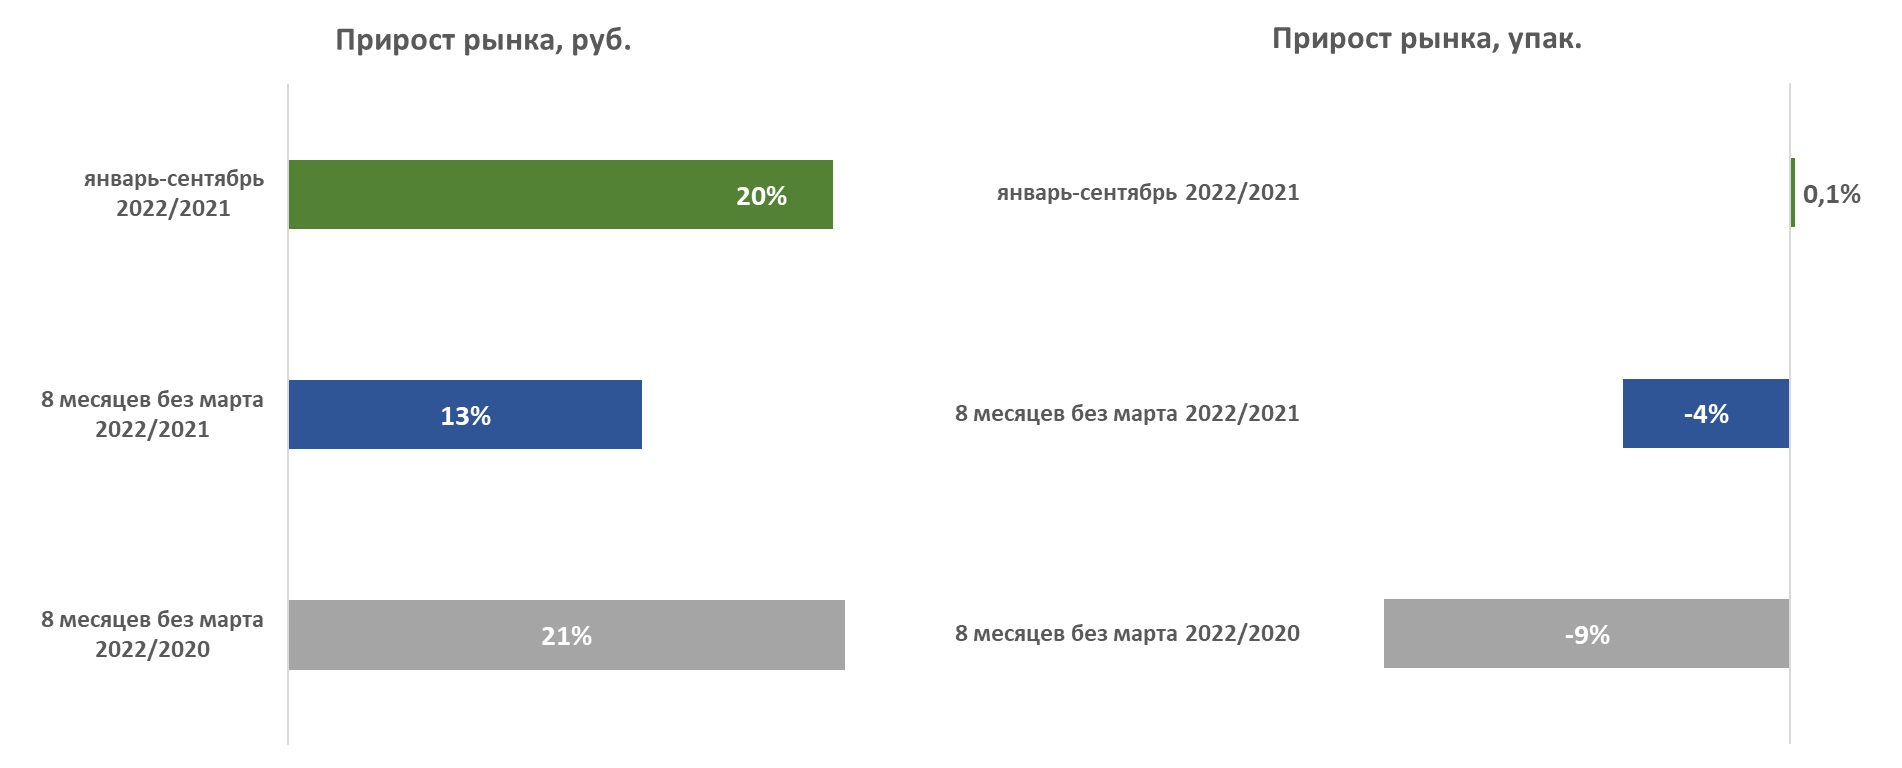 Прирост рынка, руб.
январь-сентябрь
2022/2021
20%
8 месяцев без марта
2022/2021
13%
8 месяцев без марта
2022/2020
21%
Прирост рынка, упак.
январь-сентябрь 2022/2021
0,1%
8 месяцев без марта 2022/2021
-4%
8 месяцев без марта 2022/2020
-9%